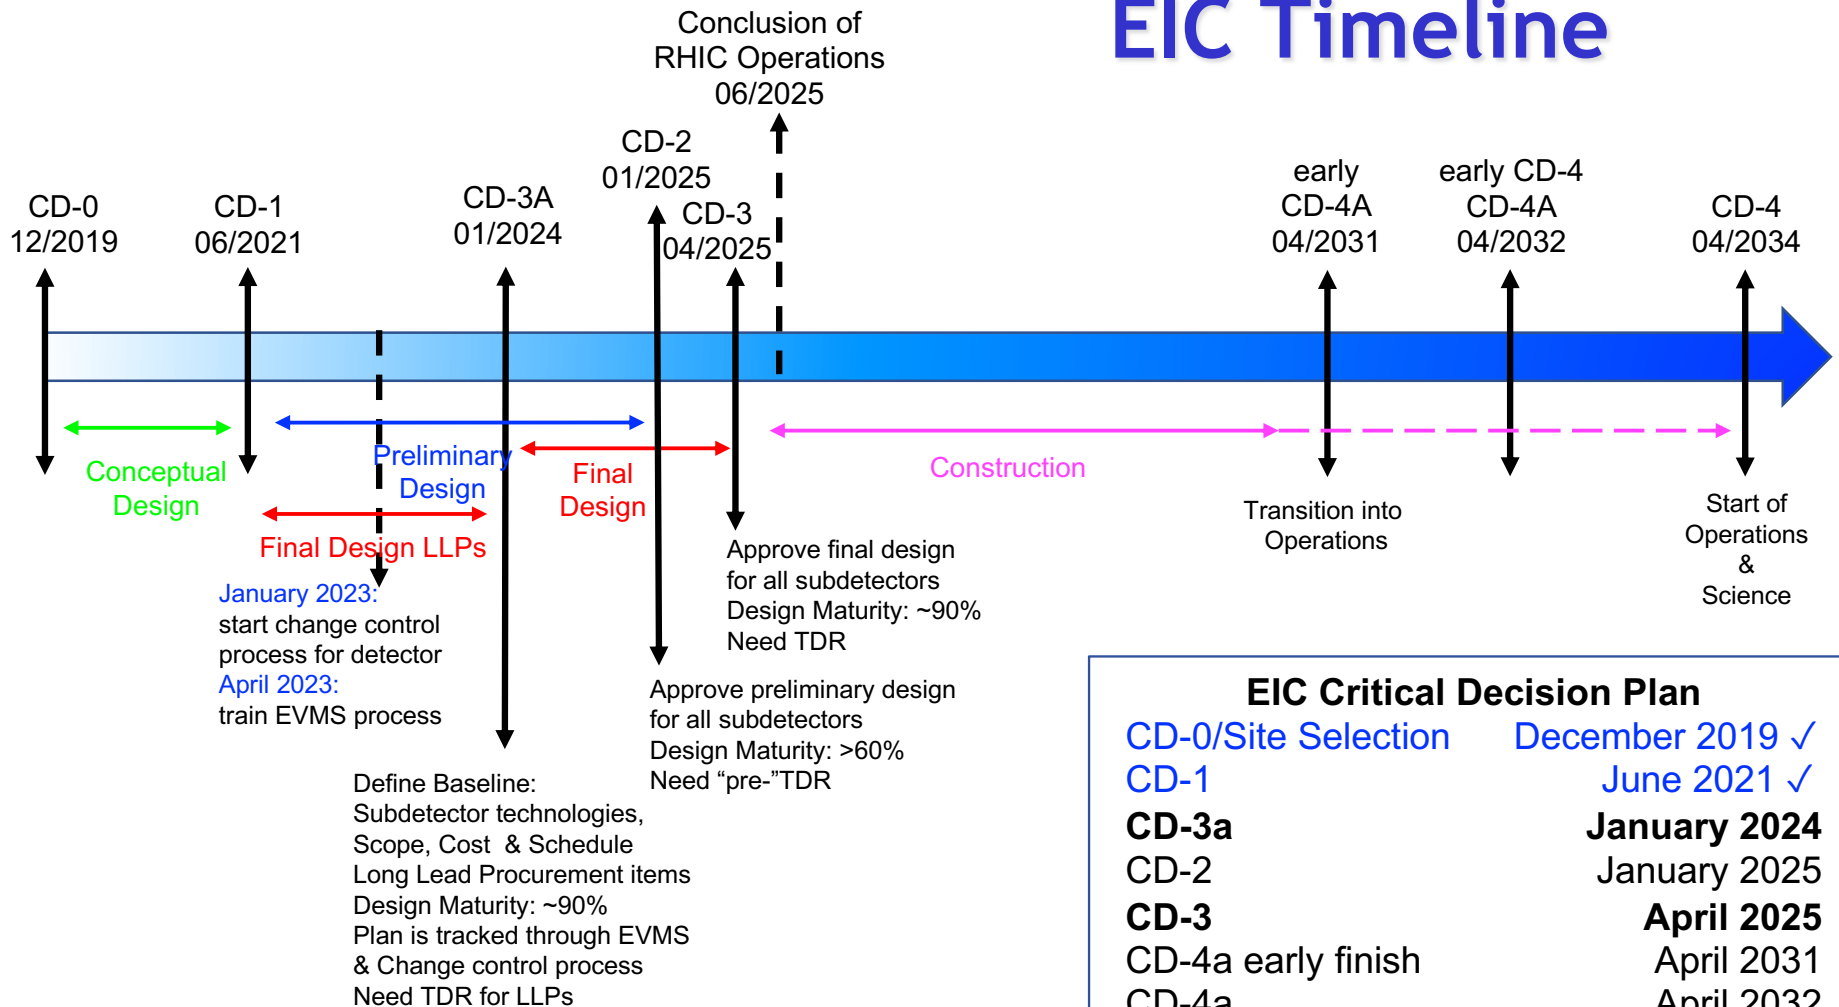 EIC Timeline
Conclusion of
RHIC Operations
06/2025
CD-0
12/2019
CD-1
06/2021
CD-3A
01/2024
CD-2
01/2025
CD-3
04/2025
early
CD-4A
04/2031
early CD-4
CD-4A
04/2032
CD-4
04/2034
Conceptual
Design
Preliminary
Design
Final Design LLPs
Final
Design
Construction
Transition into
Operations
Start of
Operations
&
Science
January 2023:
start change control
process for detector
April 2023:
train EVMS process
Approve final design
for all subdetectors
Design Maturity: ~90%
Need TDR
Approve preliminary design
for all subdetectors
Design Maturity: >60%
Need “pre-”TDR
Define Baseline:
Subdetector technologies,
Scope, Cost & Schedule
Long Lead Procurement items
Design Maturity: ~90%
Plan is tracked through EVMS
& Change control process
Need TDR for LLPs
EIC Critical Decision Plan
CD-0/Site Selection December 2019 ✓
CD-1 June 2021 ✓
CD-3a January 2024
CD-2 January 2025
CD-3 April 2025
CD-4a early finish April 2031
CD-4a April 2032